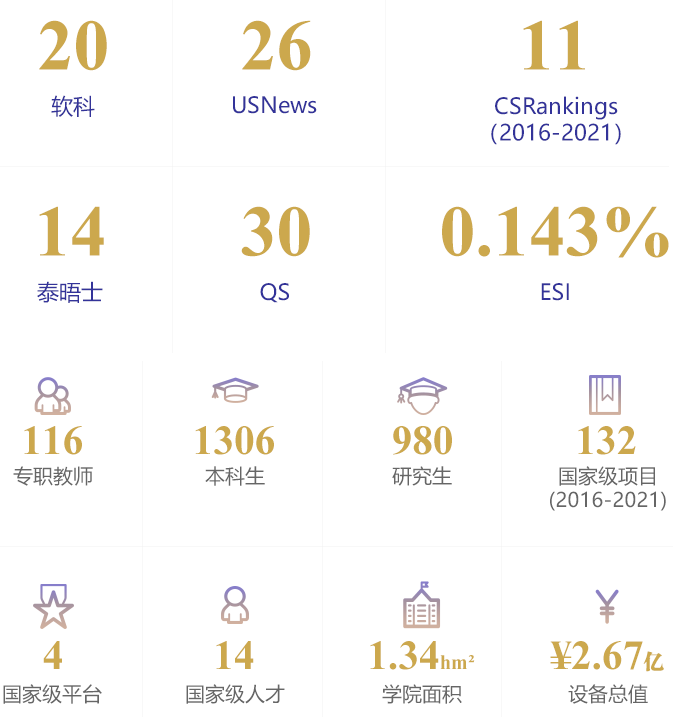 20
26
11
软科
USNews
CSRankings
(2016-2021)
14
30
0.143%
泰晤士
QS
ESI
116
1306
980
132
专职教师
本科生
研究生
国家级项目
(2016-2021)
4
14
1.34hm²
¥2.67亿
国家级平台
国家级人才
学院面积
设备总值